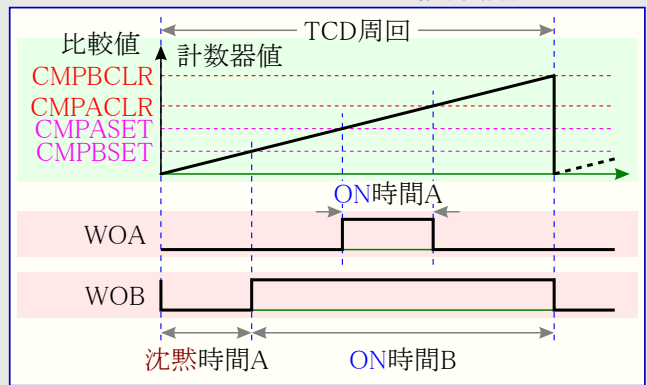 TCD周回
比較値
計数器値
CMPBCLR
CMPACLR
CMPASET
CMPBSET
ON時間A
WOA
WOB
沈黙時間A
ON時間B